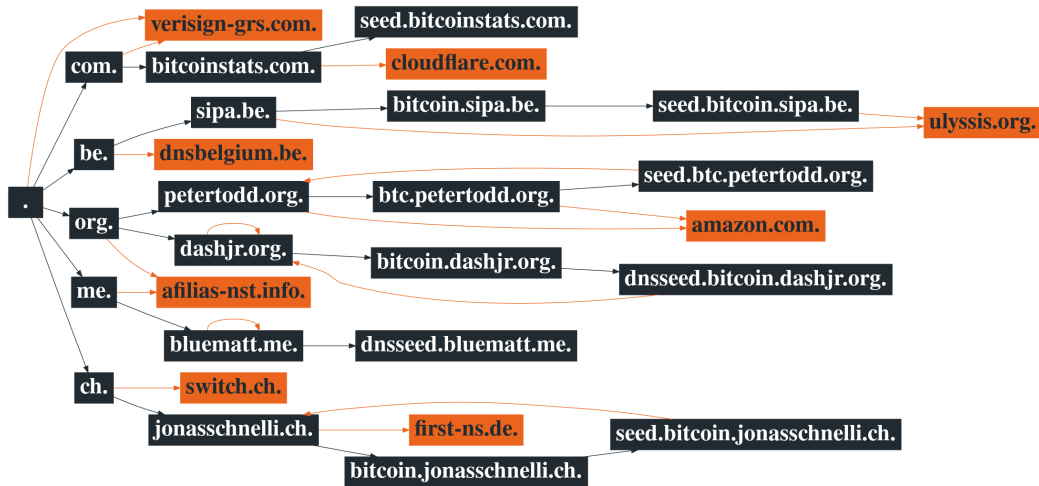 seed.bitcoinstats.com.
verisign-grs.com.
com.
bitcoinstats.com.
cloudflare.com.
sipa.be.
bitcoin.sipa.be.
seed.bitcoin.sipa.be.
ulyssis.org.
be.
dnsbelgium.be.
seed.btc.petertodd.org.
petertodd.org.
btc.petertodd.org.
.
org.
amazon.com.
dashjr.org.
bitcoin.dashjr.org.
dnsseed.bitcoin.dashjr.org.
me.
afilias-nst.info.
bluematt.me.
dnsseed.bluematt.me.
ch.
switch.ch.
jonasschnelli.ch.
first-ns.de.
seed.bitcoin.jonasschnelli.ch.
bitcoin.jonasschnelli.ch.